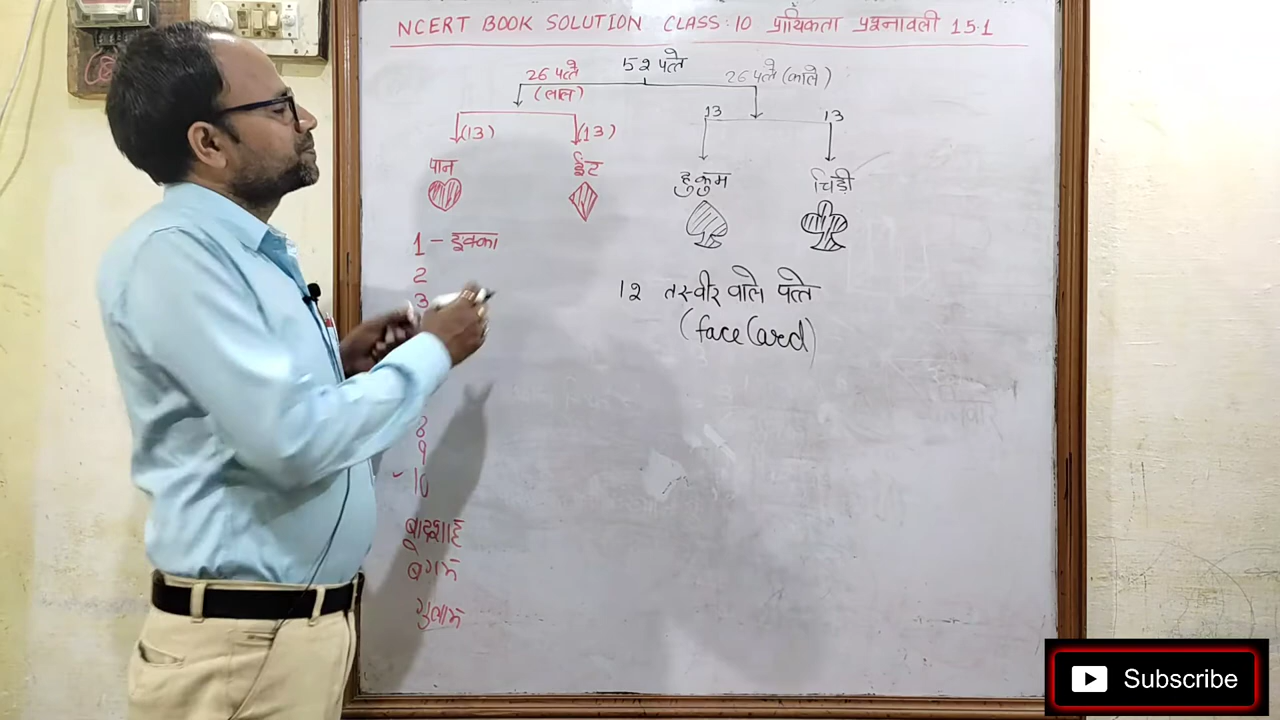 NCERT BOOK SOLUTION CLASS:10 प्रायिकता प्रश्नावली 15.1
52 पत्ते
26 पत्ते
(लाल)
26 पत्ते (काले)
(13)
(13)
13
13
पान
ईंट
हुकुम
चिड़ी
1 - इक्का
2
3
12 तस्वीर वाले पत्ते
(face Card)
8
9
10
बादशाह
बेगम
गुलाम
Subscribe